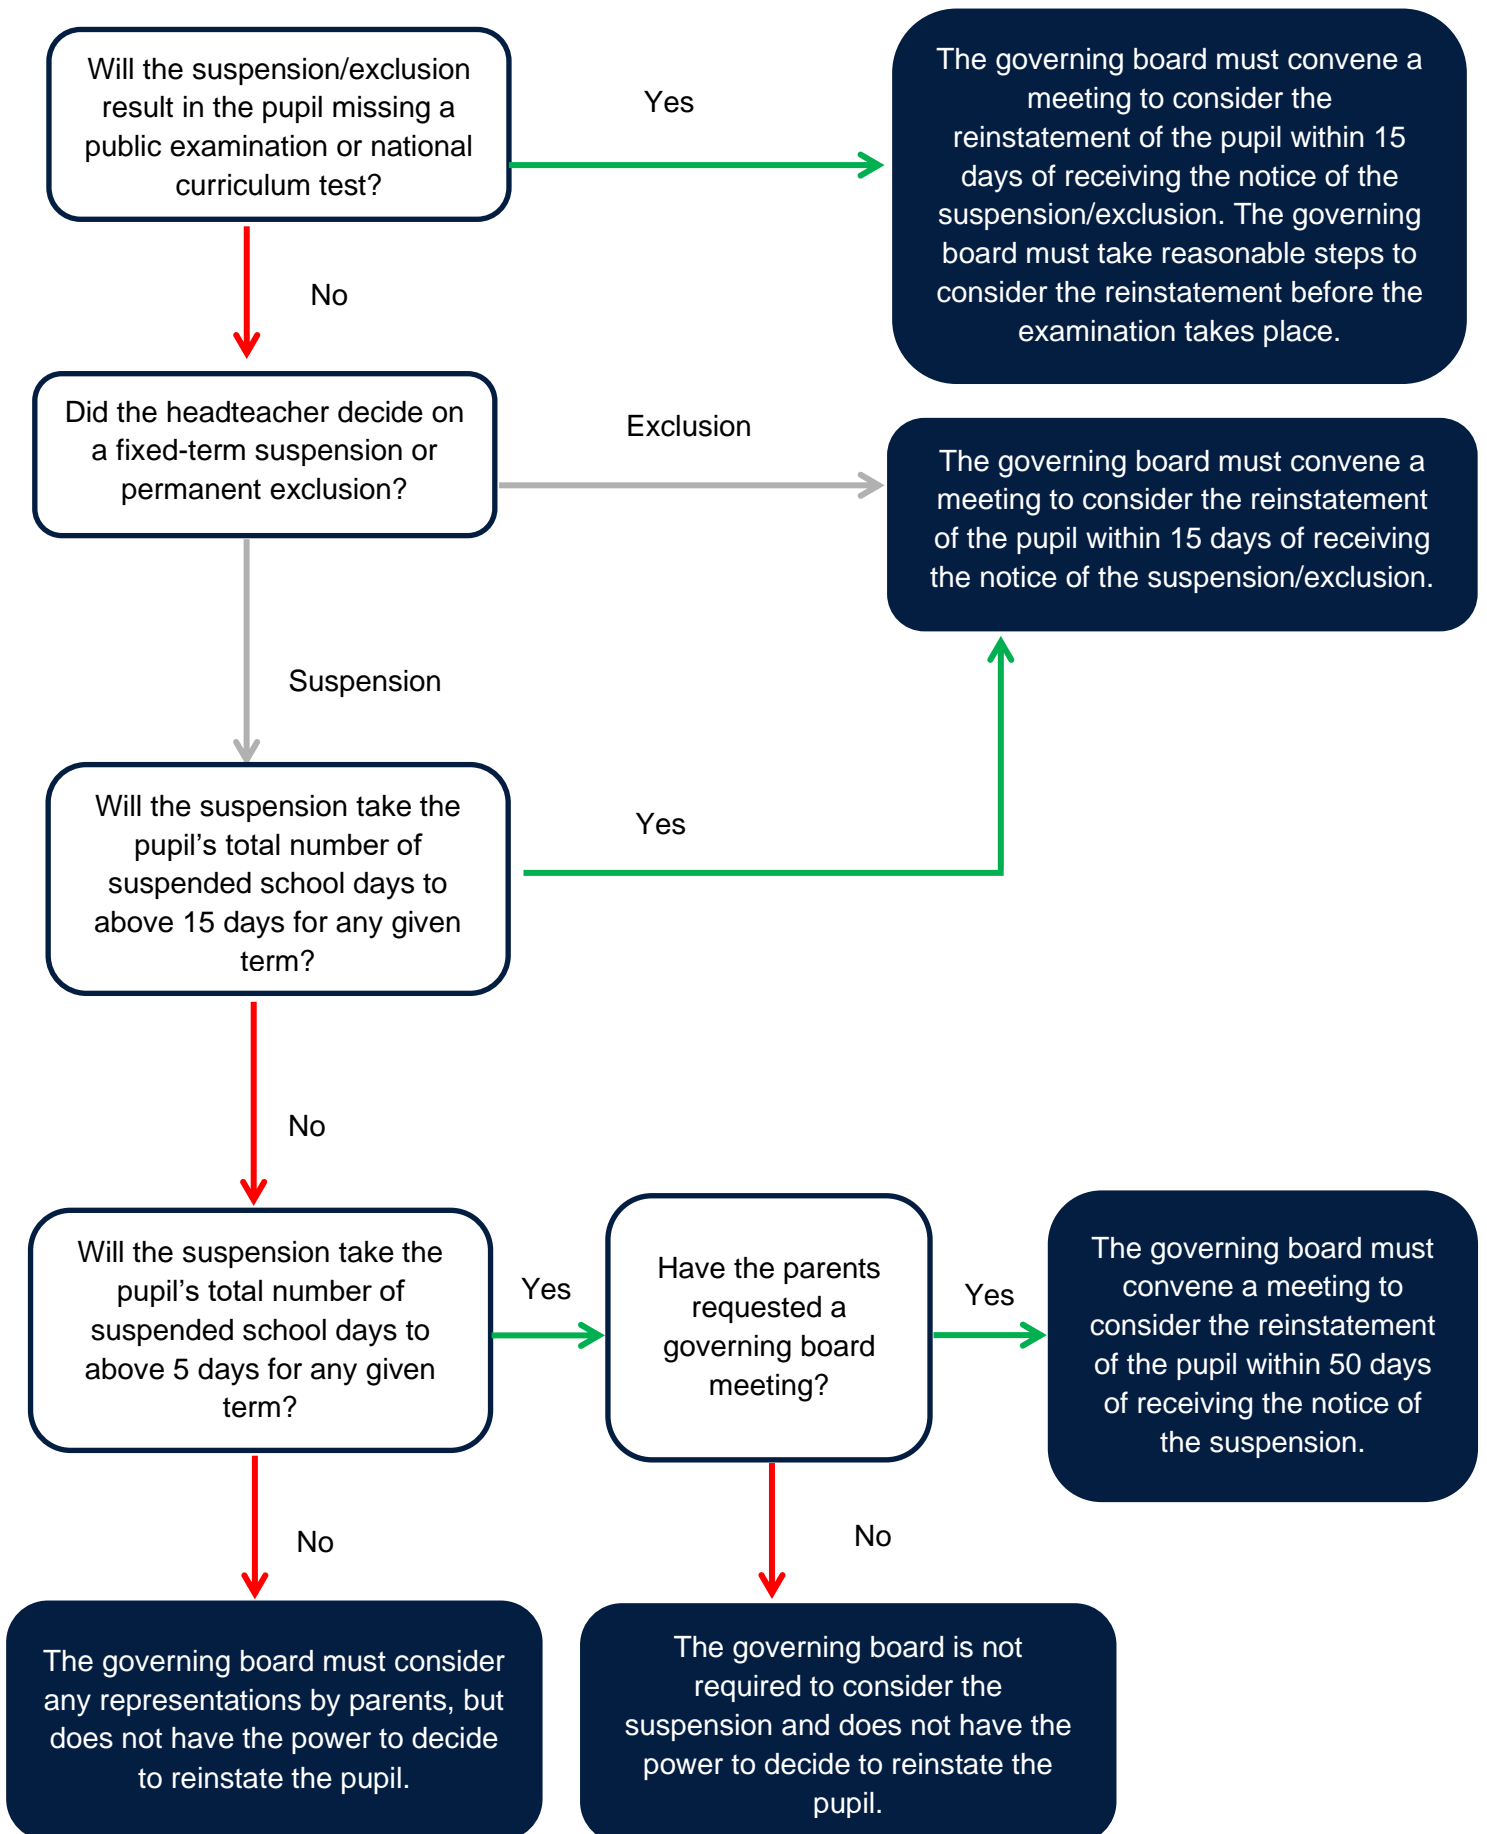 Will the suspension/exclusion
result in the pupil missing a
public examination or national
curriculum test?
Yes
The governing board must convene a
meeting to consider the
reinstatement of the pupil within 15
days of receiving the notice of the
suspension/exclusion. The governing
board must take reasonable steps to
consider the reinstatement before the
examination takes place.
No
Did the headteacher decide on
a fixed-term suspension or
permanent exclusion?
Exclusion
The governing board must convene a
meeting to consider the reinstatement
of the pupil within 15 days of receiving
the notice of the suspension/exclusion.
Suspension
Will the suspension take the
pupil’s total number of
suspended school days to
above 15 days for any given
term?
Yes
No
Will the suspension take the
pupil’s total number of
suspended school days to
above 5 days for any given
term?
Yes
Have the parents
requested a
governing board
meeting?
Yes
The governing board must
convene a meeting to
consider the reinstatement
of the pupil within 50 days
of receiving the notice of
the suspension.
No
No
The governing board must consider
any representations by parents, but
does not have the power to decide
to reinstate the pupil.
The governing board is not
required to consider the
suspension and does not have the
power to decide to reinstate the
pupil.